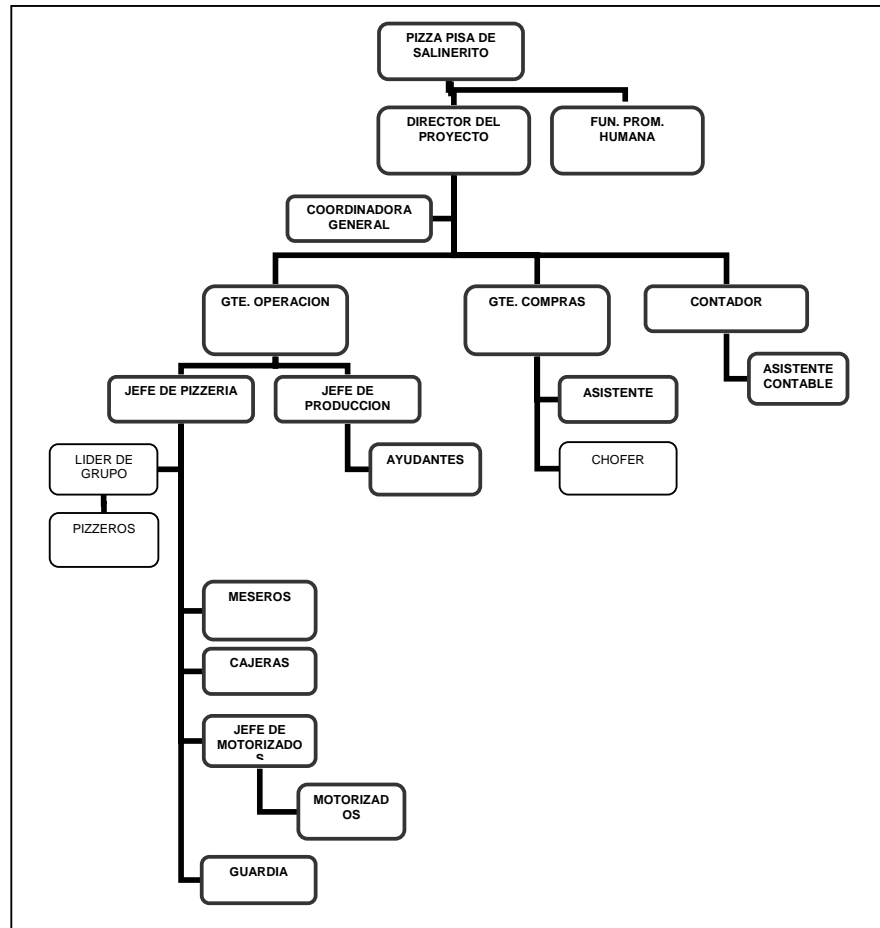 PIZZA PISA DE
SALINERITO
DIRECTOR DEL
PROYECTO
FUN. PROM.
HUMANA
COORDINADORA
GENERAL
GTE. OPERACION
GTE. COMPRAS
CONTADOR
JEFE DE PIZZERIA
JEFE DE
PRODUCCION
ASISTENTE
ASISTENTE
CONTABLE
LIDER DE
GRUPO
AYUDANTES
CHOFER
PIZZEROS
MESEROS
CAJERAS
JEFE DE
MOTORIZADO
S
MOTORIZAD
OS
GUARDIA